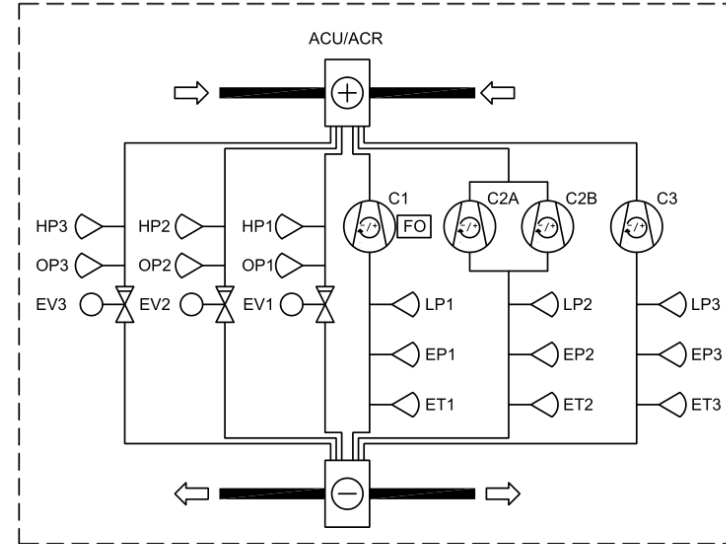 ACU/ACR
+
C1
C2A
C2B
C3
HP3
HP2
HP1
-/+
FO
-/+
-/+
-/+
OP3
OP2
OP1
EV3
EV2
EV1
LP1
LP2
LP3
EP1
EP2
EP3
ET1
ET2
ET3
−